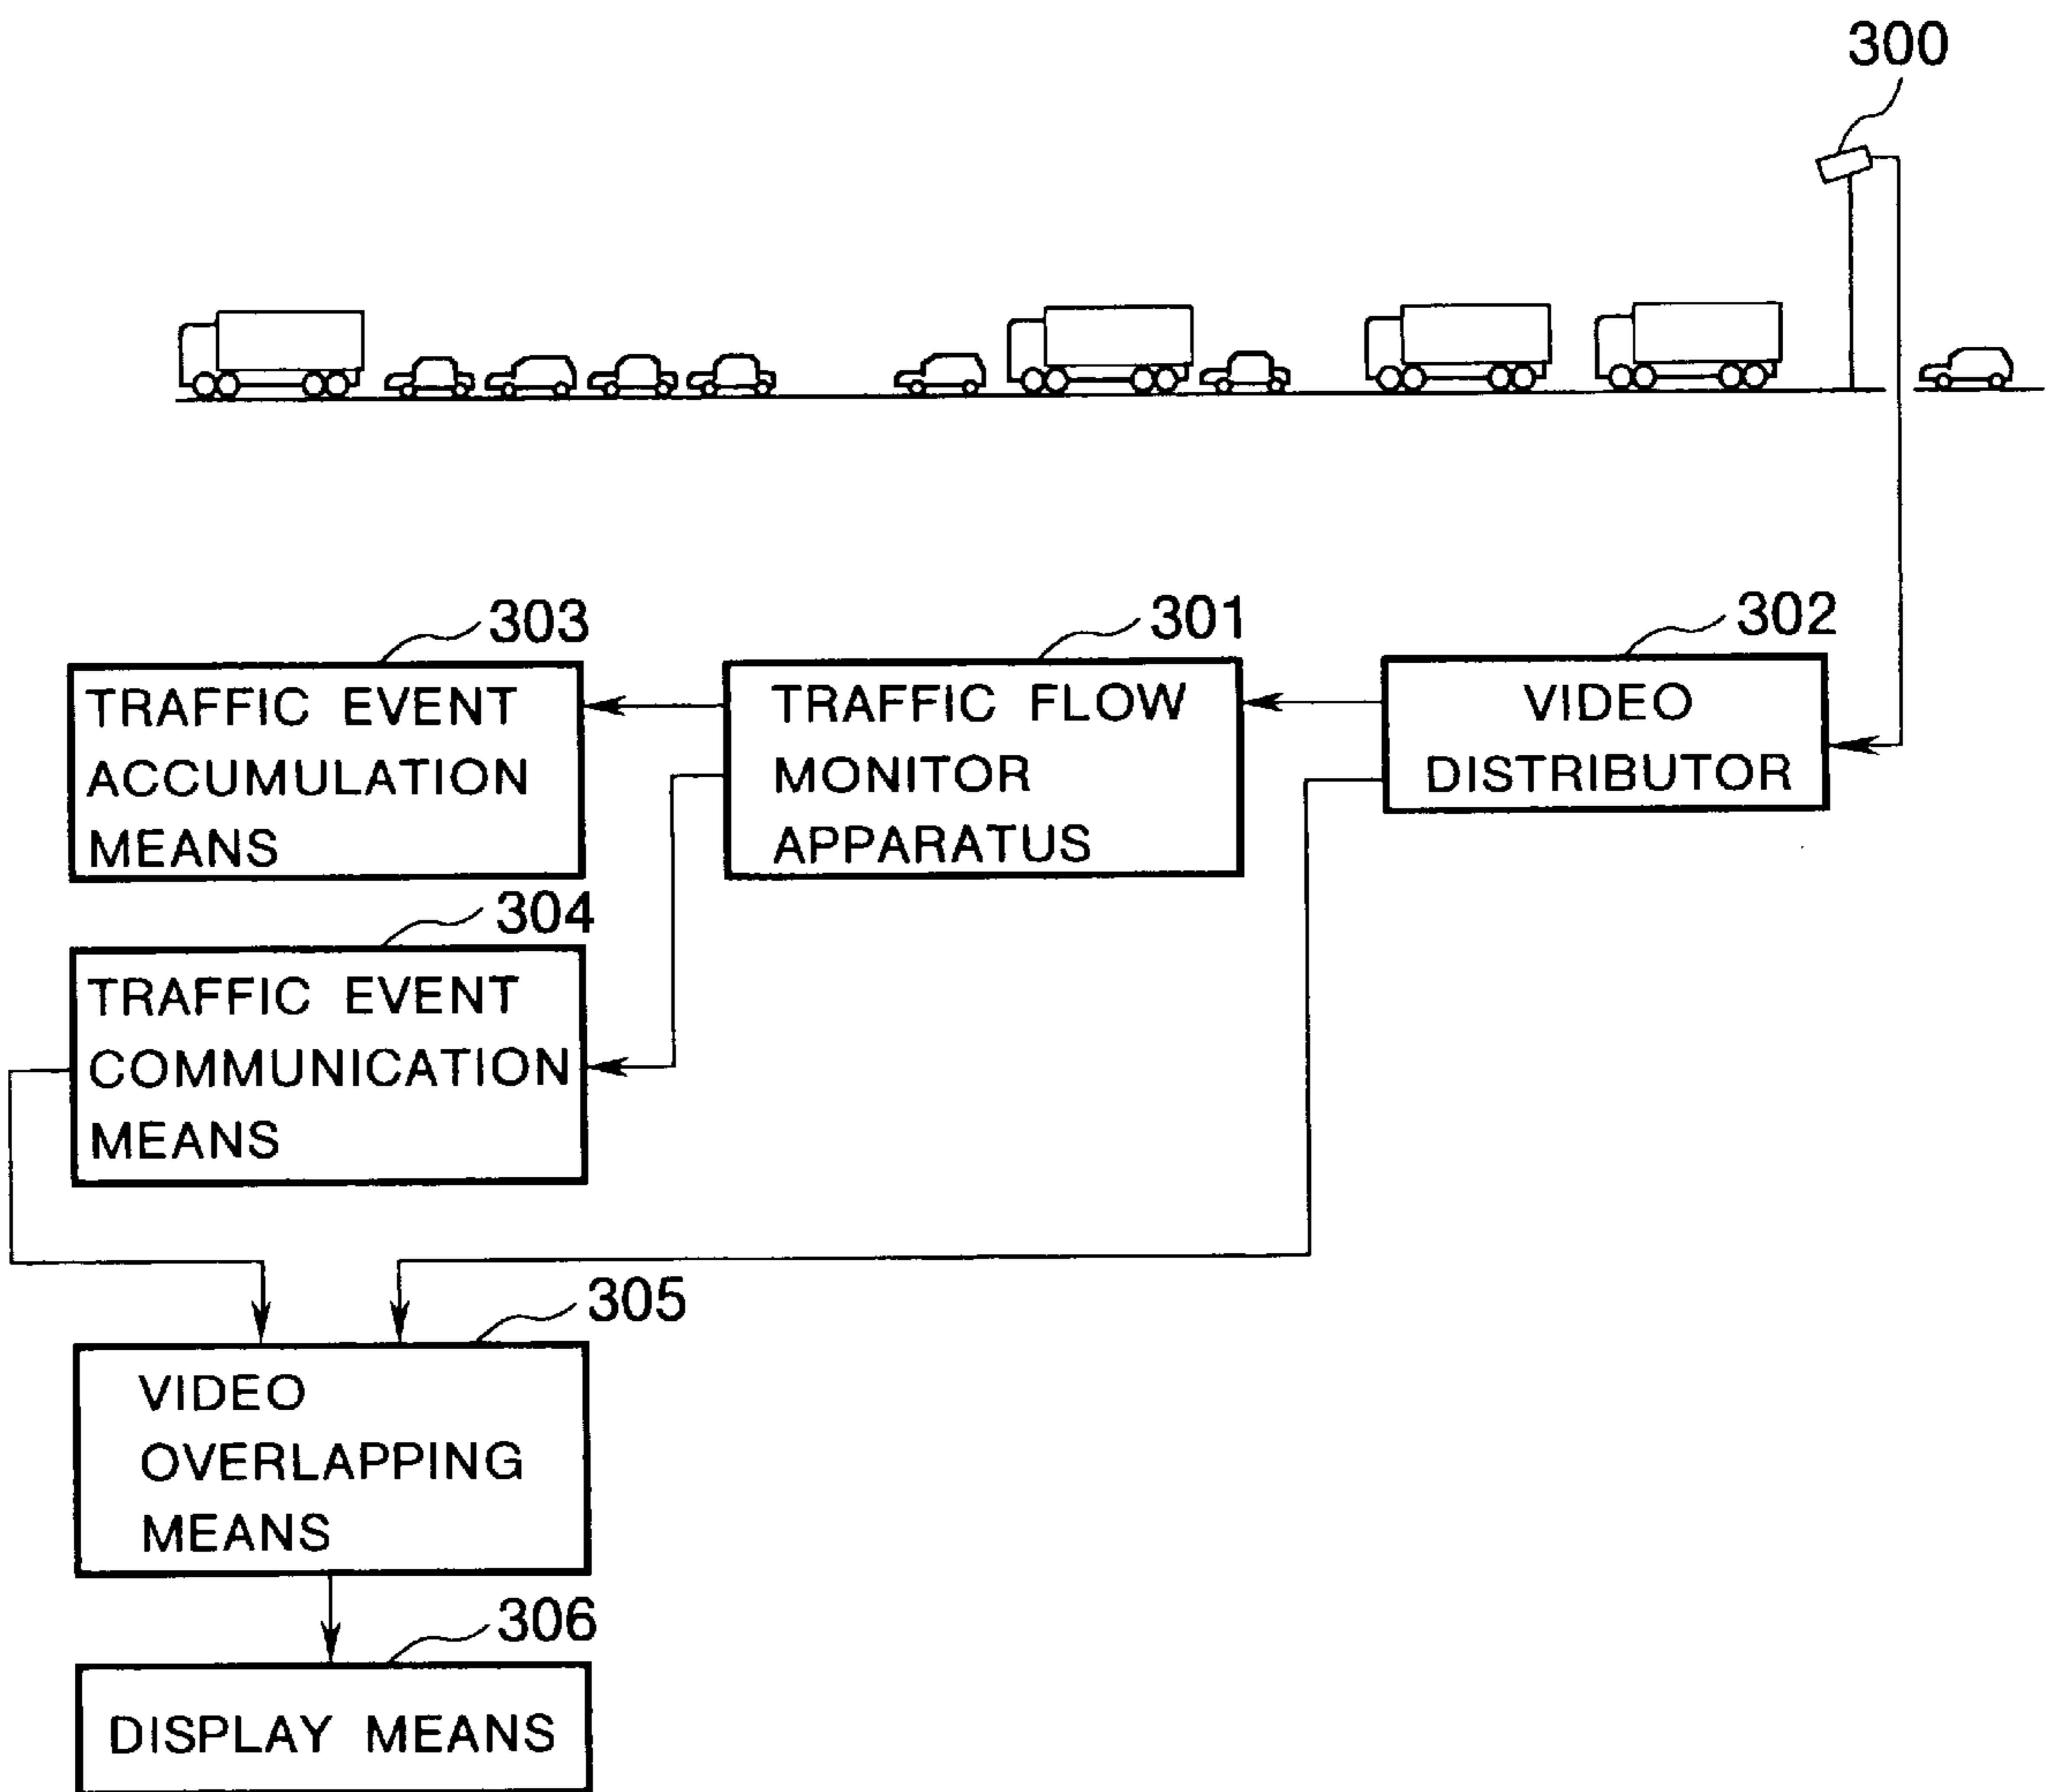 300
303
TRAFFIC EVENT
ACCUMULATION
MEANS
301
TRAFFIC FLOW
MONITOR
APPARATUS
302
VIDEO
DISTRIBUTOR
304
TRAFFIC EVENT
COMMUNICATION
MEANS
305
VIDEO
OVERLAPPING
MEANS
306
DISPLAY MEANS